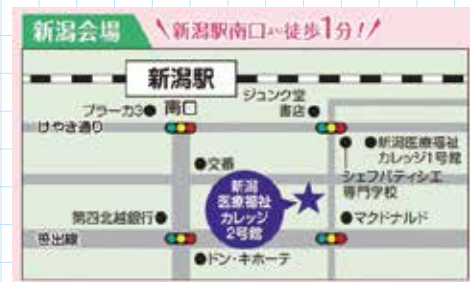 新潟会場
新潟駅南口から徒歩1分!
新潟駅
ジュンク堂
書店
プラーカ3
南口
けやき通り
交番
新潟医療福祉
カレッジ1号館
シェフパティシエ
専門学校
新潟
医療福祉
カレッジ
2号館
第四北越銀行
マクドナルド
笹出線
ドン・キホーテ